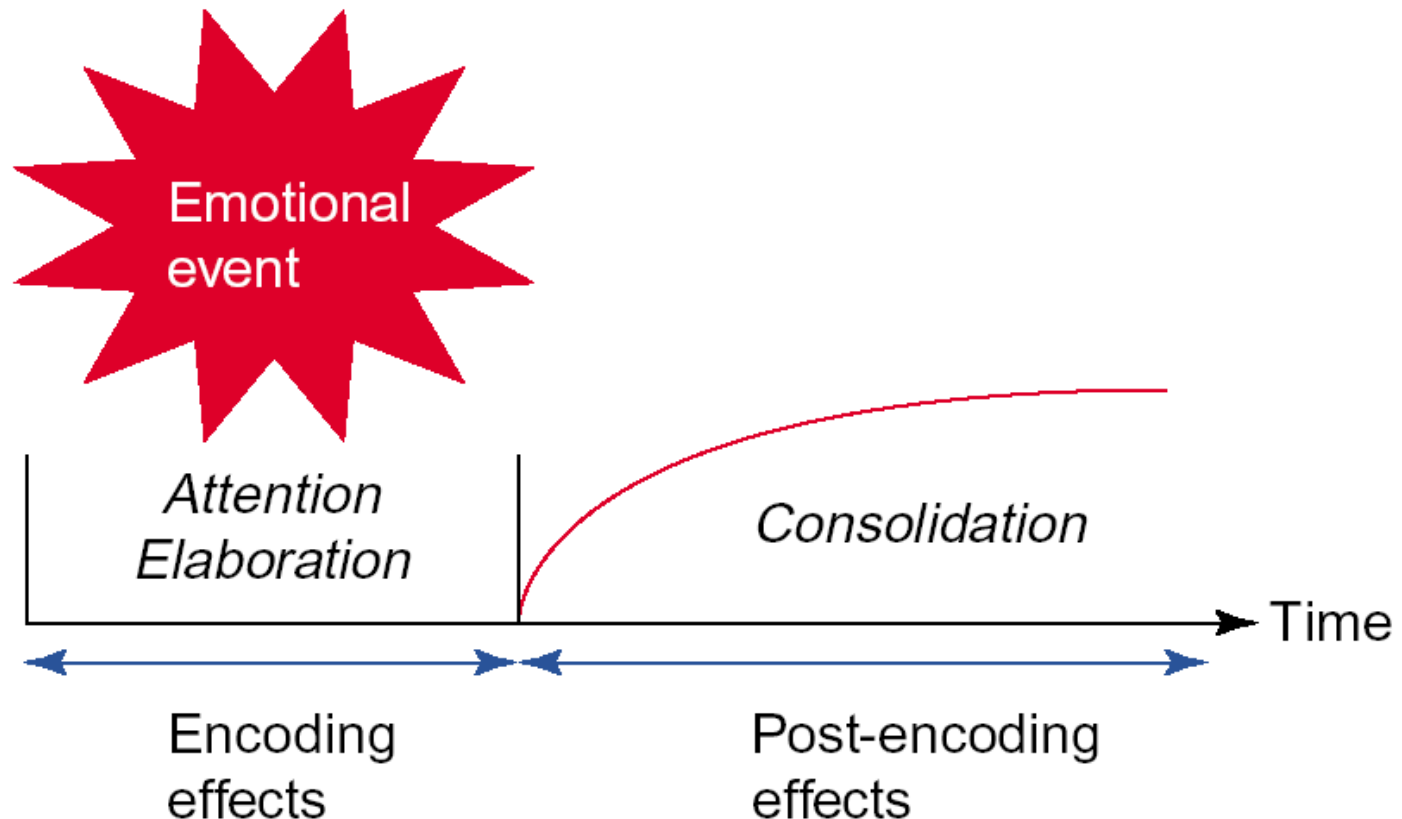 Emotional
event
Attention
Elaboration
Consolidation
Time
Encoding
effects
Post-encoding
effects